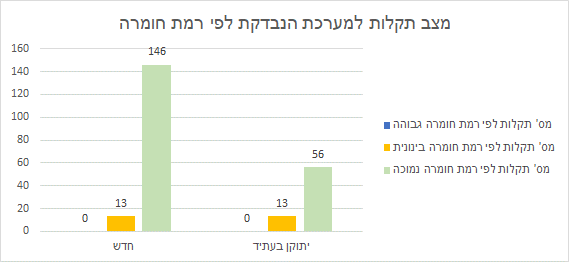 מצב תקלות למערכת הנבדקת לפי רמת חומרה
160
140
120
100
80
60
40
20
0
0
13
146
0
13
56
חדש
יתוקן בעתיד
מס' תקלות לפי רמת חומרה גבוהה
מס' תקלות לפי רמת חומרה בינונית
מס' תקלות לפי רמת חומרה נמוכה